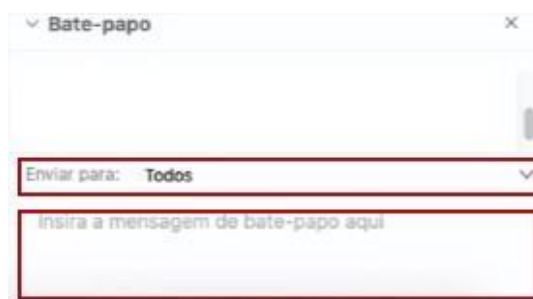 Bate-papo
Enviar para: Todos
Insira a mensagem de bate-papo aqui